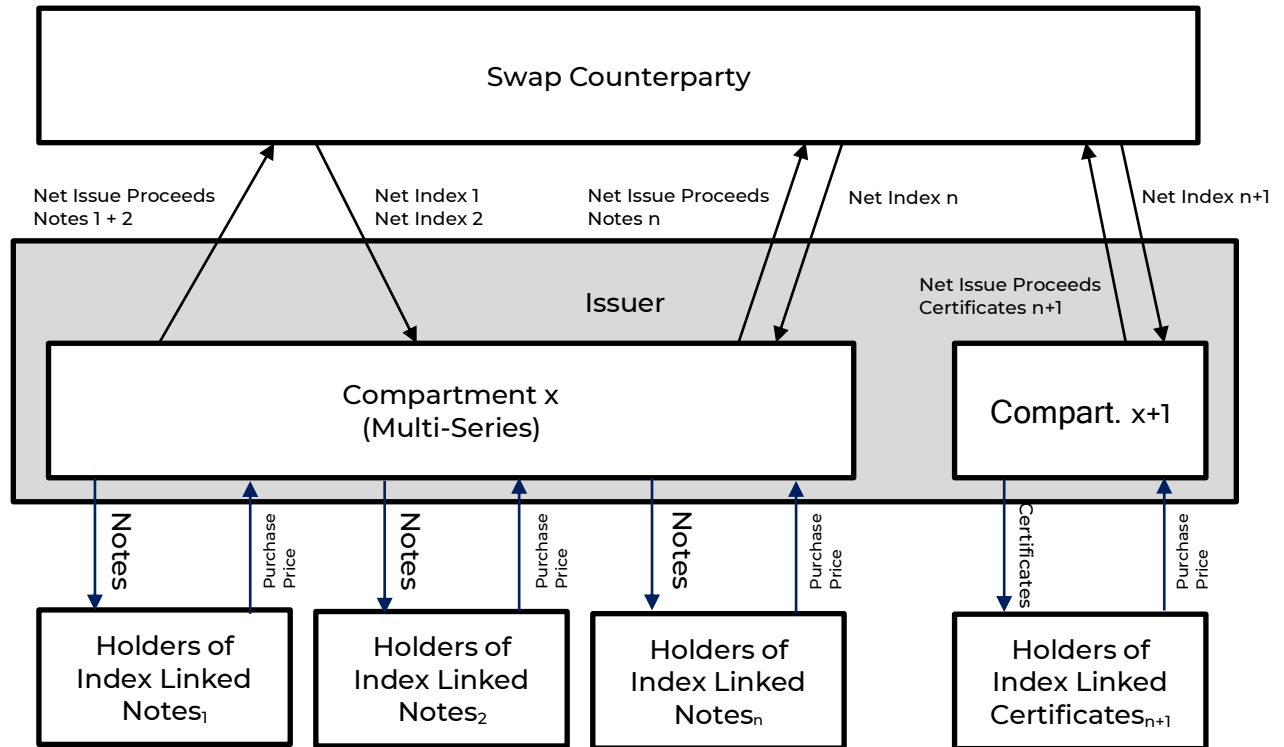 Swap Counterparty
Net Issue Proceeds
Notes 1 + 2
Net Index 1
Net Index 2
Net Issue Proceeds
Notes n
Net Index n
Net Index n+1
Issuer
Net Issue Proceeds
Certificates n+1
Compartment x
(Multi-Series)
Compart. x+1
Notes
Purchase
Price
Notes
Purchase
Price
Notes
Purchase
Price
Certificates
Purchase
Price
Holders of
Index Linked
Notes₁
Holders of
Index Linked
Notes₂
Holders of
Index Linked
Notesₙ
Holders of
Index Linked
Certificatesₙ₊₁